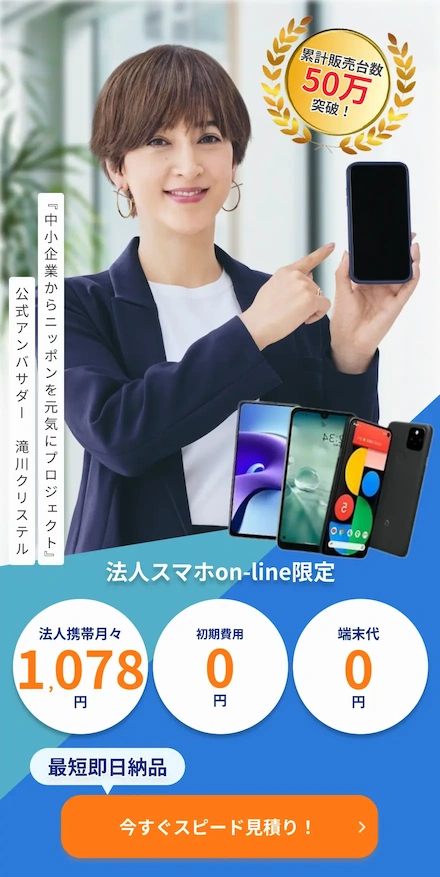 累計販売台数
50万
突破！
『中小企業からニッポンを元気にプロジェクト』
公式アンバサダー　滝川クリステル
法人スマホon-line限定
法人携帯月々
1,078
円
初期費用
0
円
端末代
0
円
最短即日納品
今すぐスピード見積り！